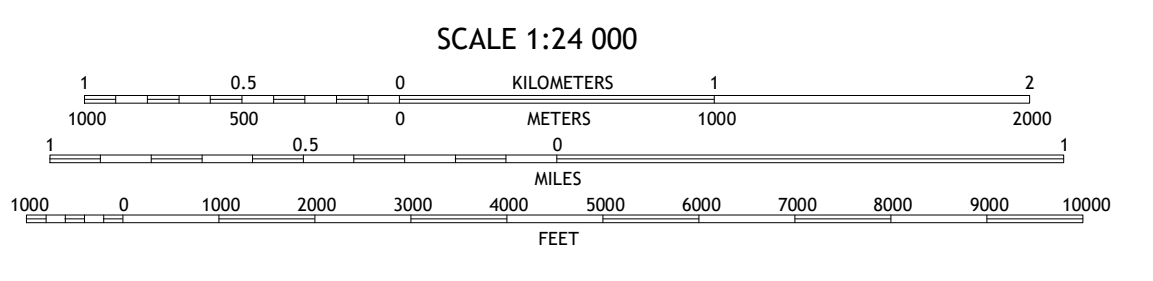 SCALE 1:24 000
1 0.5 0 KILOMETERS 1 2
1000 500 0 METERS 1000 2000
1 0.5 0 1
MILES
1000 0 1000 2000 3000 4000 5000 6000 7000 8000 9000 10000
FEET